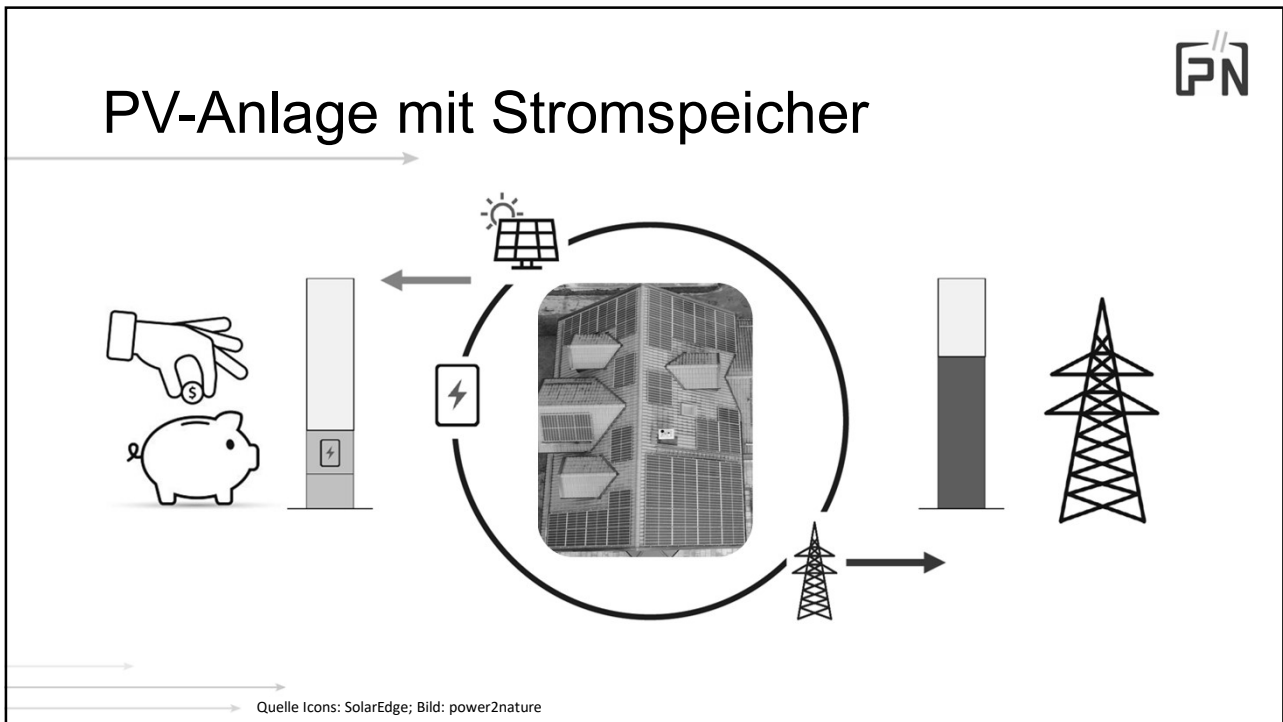 PN
PV-Anlage mit Stromspeicher
$
Quelle Icons: SolarEdge; Bild: power2nature